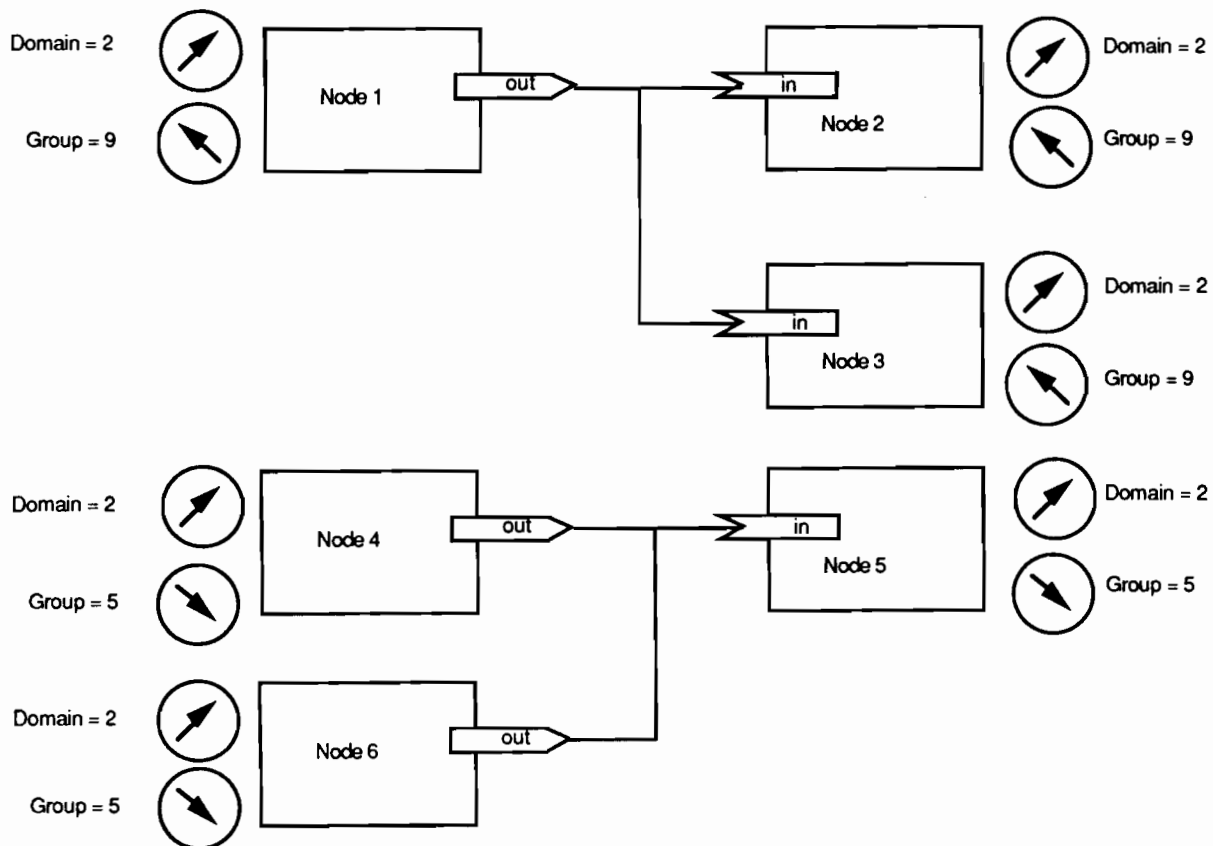 Domain = 2
Group = 9
Node 1
out
in
Node 2
Domain = 2
Group = 9
in
Node 3
Domain = 2
Group = 9
Domain = 2
Group = 5
Node 4
out
in
Node 5
Domain = 2
Group = 5
Domain = 2
Group = 5
Node 6
out